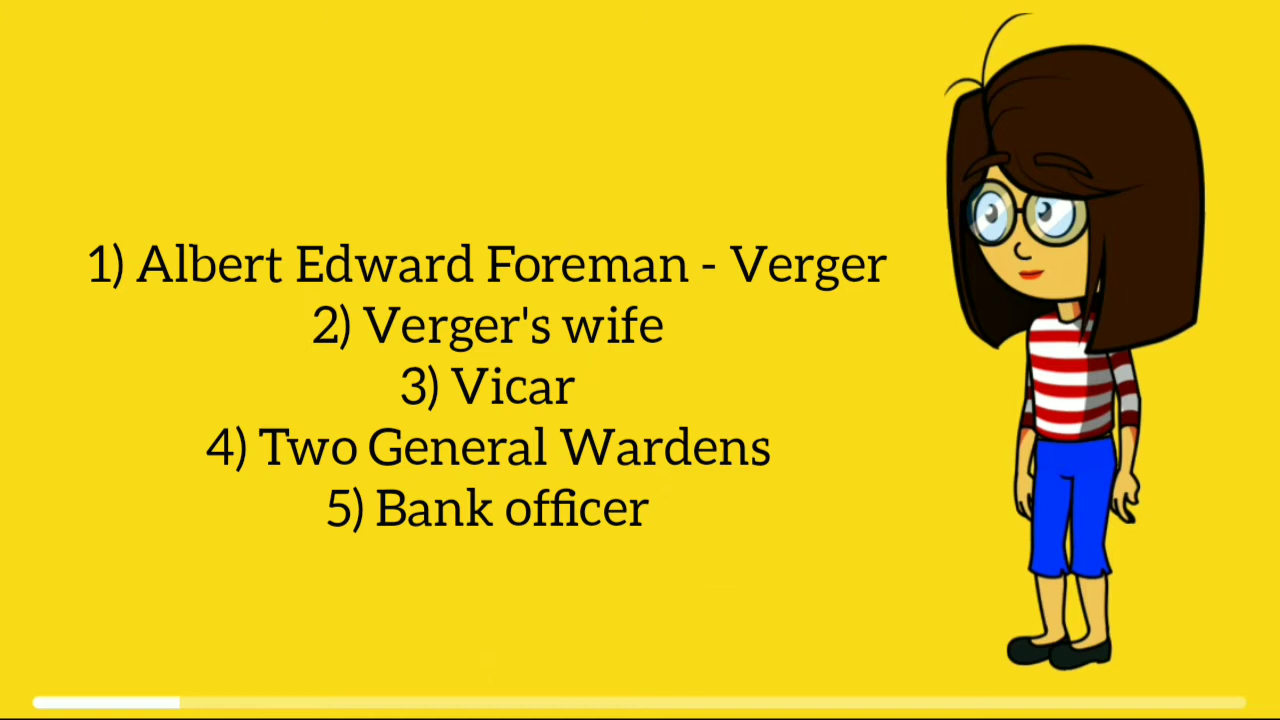 1) Albert Edward Foreman - Verger
2) Verger's wife
3) Vicar
4) Two General Wardens
5) Bank officer